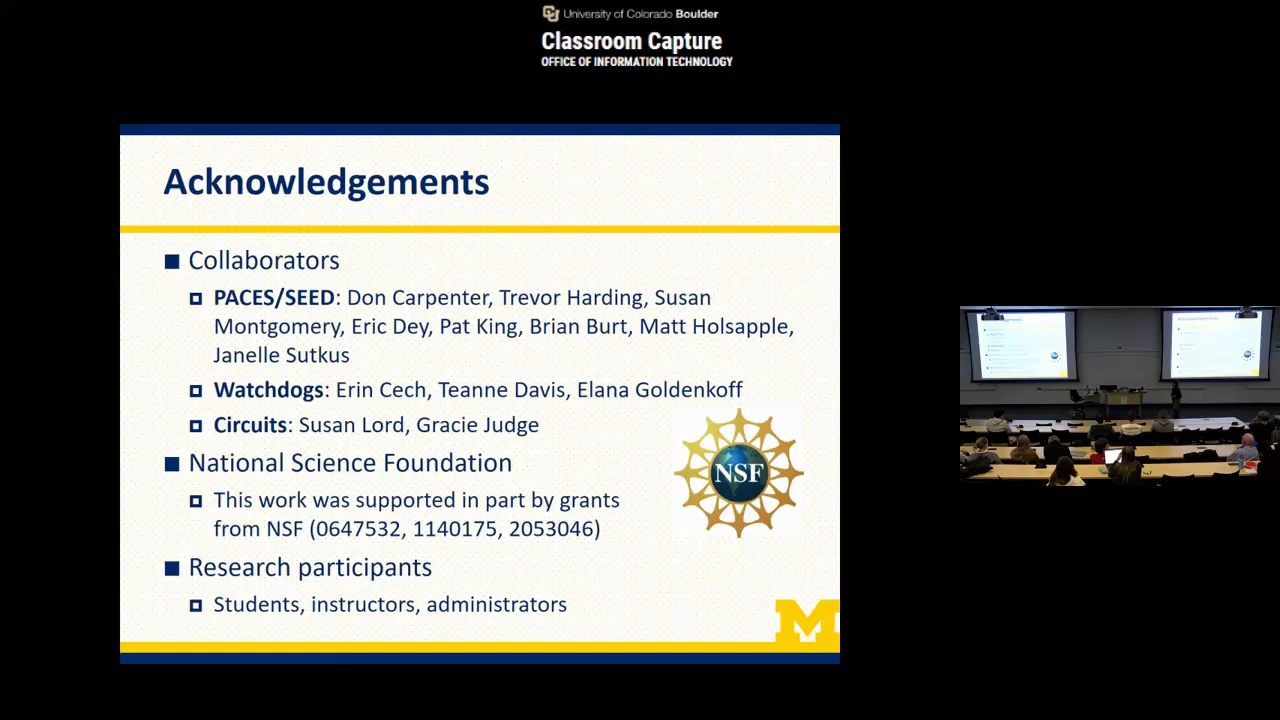 University of Colorado Boulder
Classroom Capture
OFFICE OF INFORMATION TECHNOLOGY
Acknowledgements
Collaborators
PACES/SEED: Don Carpenter, Trevor Harding, Susan
Montgomery, Eric Dey, Pat King, Brian Burt, Matt Holsapple,
Janelle Sutkus
Watchdogs: Erin Cech, Teanne Davis, Elana Goldenkoff
Circuits: Susan Lord, Gracie Judge
National Science Foundation
This work was supported in part by grants
from NSF (0647532, 1140175, 2053046)
NSF
Research participants
Students, instructors, administrators
M